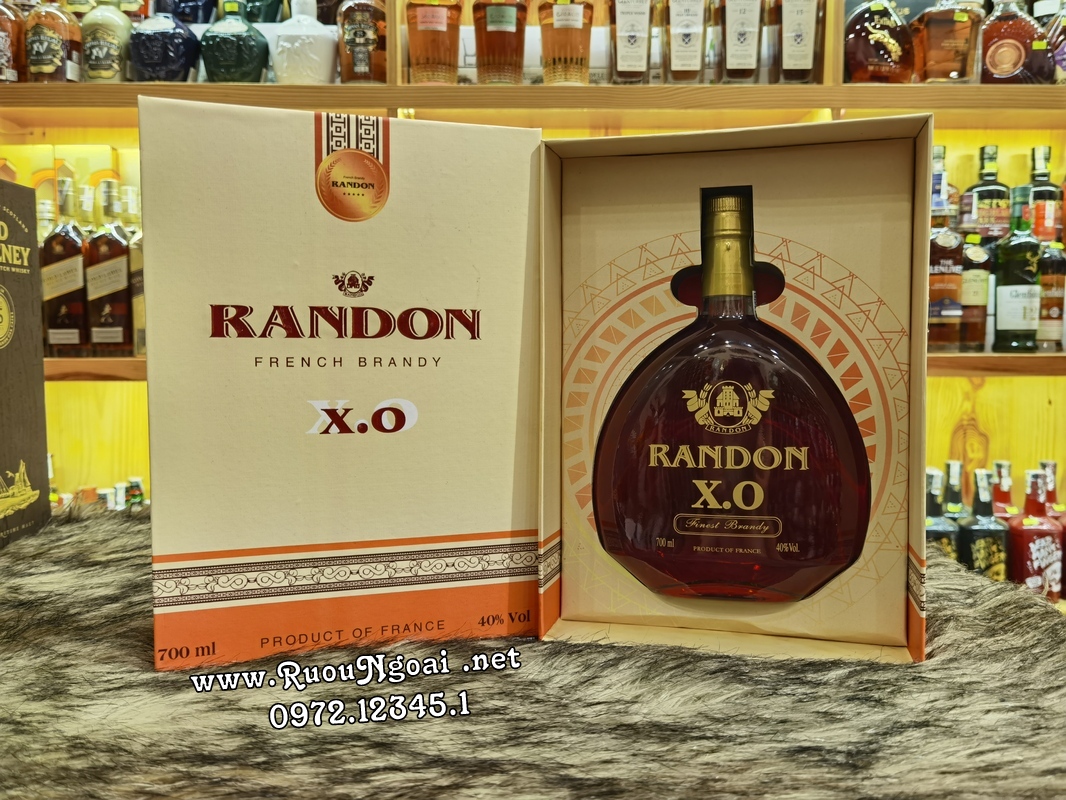 RANDON
RANDON
FRENCH BRANDY
X.O
700 ml
PRODUCT OF FRANCE
40% Vol
RANDON
RANDON
X.O
Finest Brandy
700 ml
PRODUCT OF FRANCE
40% Vol.
www.RuouNgoai .net
0972.12345.1